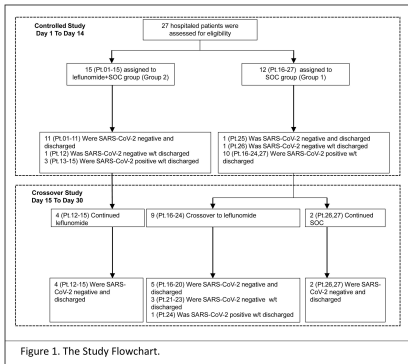 Controlled Study
Day 1 To Day 14
27 hospitaled patients were
assessed for eligibility
15 (Pt.01-15) assigned to
leflunomide+SOC group (Group 2)
12 (Pt.16-27) assigned to
SOC group (Group 1)
11 (Pt.01-11) Were SARS-CoV-2 negative and
discharged
1 (Pt.12) Was SARS-CoV-2 negative w/t discharged
3 (Pt.13-15) Were SARS-CoV-2 positive w/t discharged
1 (Pt.25) Was SARS-CoV-2 negative and discharged
1 (Pt.26) Was SARS-CoV-2 negative w/t discharged
10 (Pt.16-24,27) Were SARS-CoV-2 positive w/t
discharged
Crossover Study
Day 15 To Day 30
4 (Pt.12-15) Continued
leflunomide
9 (Pt.16-24) Crossover to leflunomide
2 (Pt.26,27) Continued
SOC
4 (Pt.12-15) Were SARS-
CoV-2 negative and
discharged
5 (Pt.16-20) Were SARS-CoV-2 negative and
discharged
3 (Pt.21-23) Were SARS-CoV-2 negative w/t
discharged
1 (Pt.24) Was SARS-CoV-2 positive w/t discharged
2 (Pt.26,27) Were SARS-
CoV-2 negative and
discharged
Figure 1. The Study Flowchart.